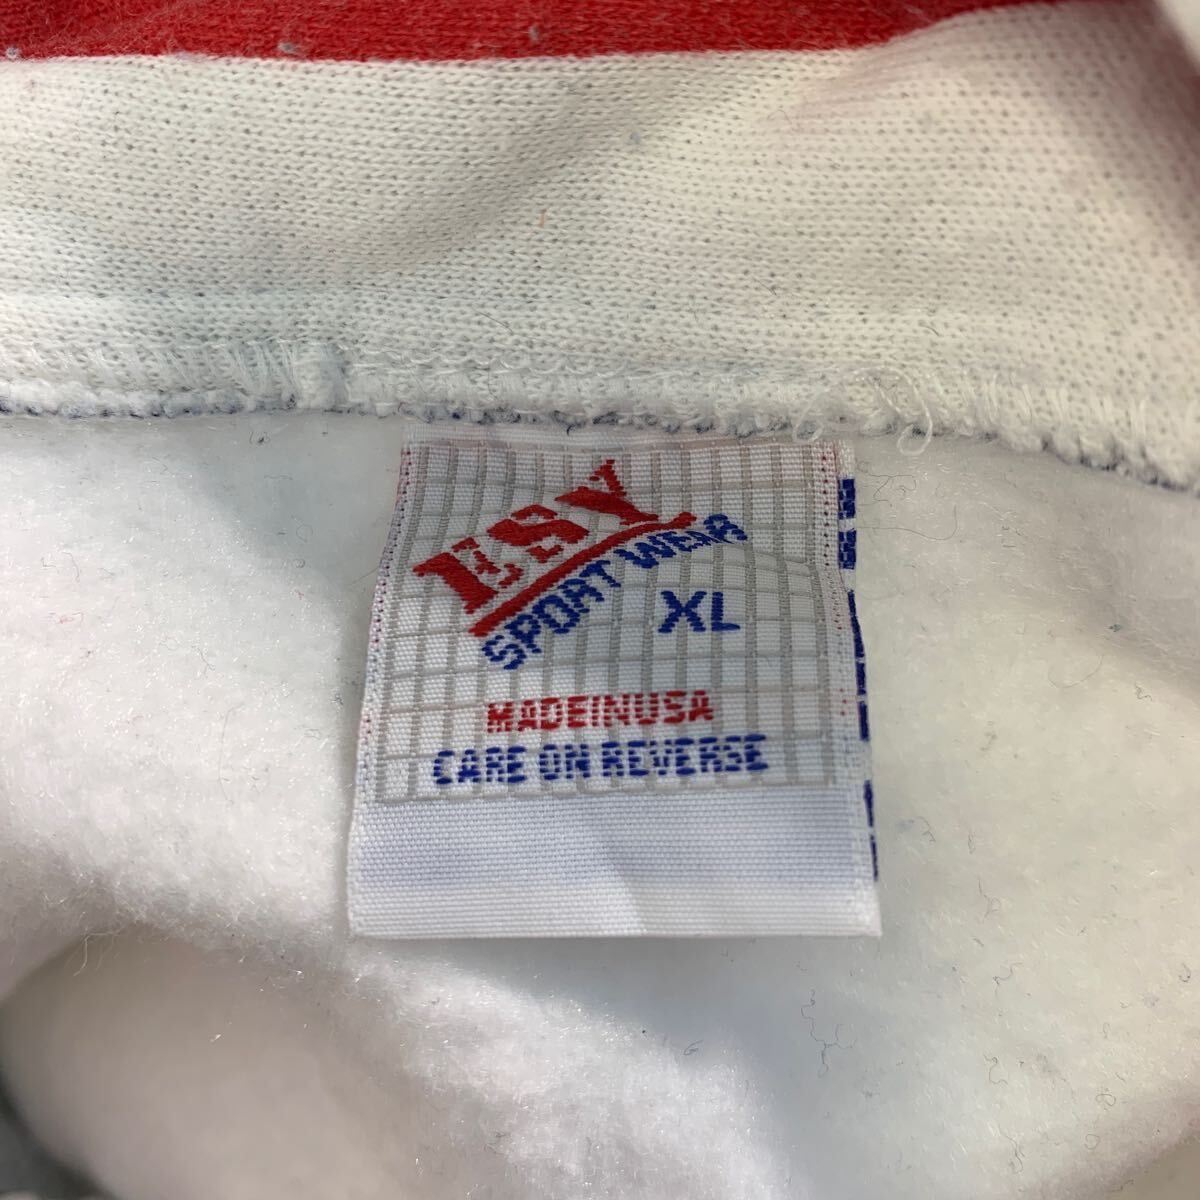 ESY
SPORT WEAR
XL
MADEINUSA
CARE ON REVERSE